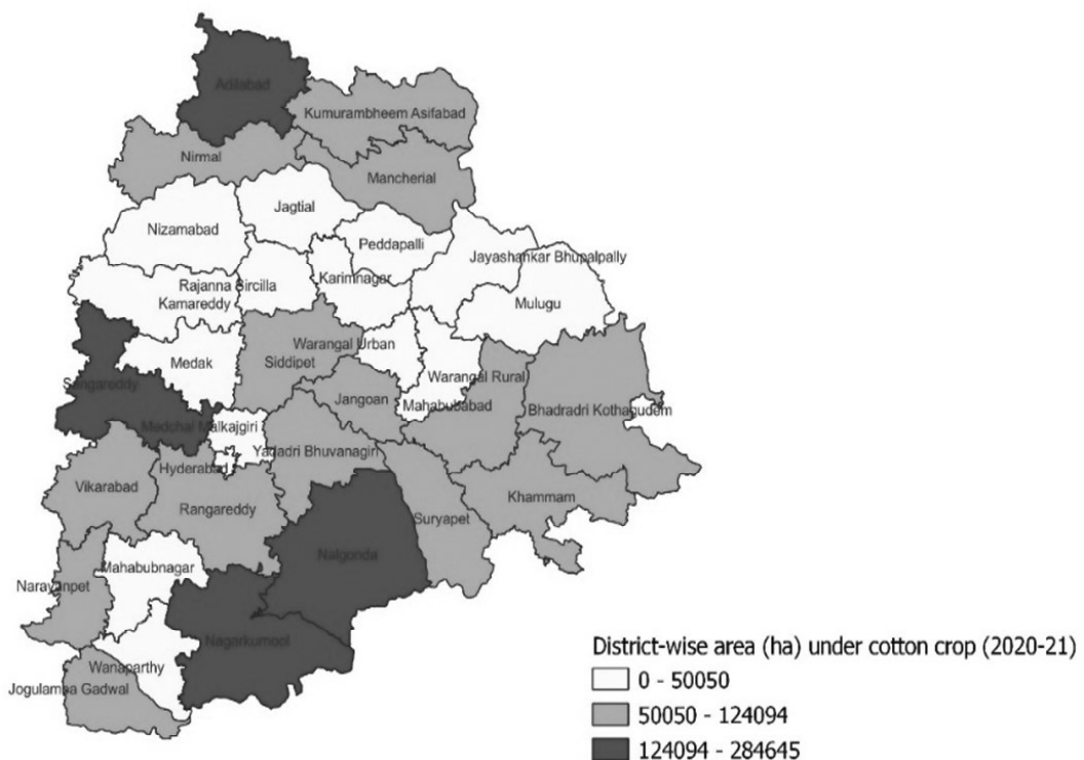 Adilabad
Kumurambheem Asifabad
Nirmal
Mancherial
Jagtial
Nizamabad
Peddapalli
Jayashankar Bhupalpally
Karimnagar
Rajanna Sircilla
Kamareddy
Mulugu
Warangal Urban
Siddipet
Medak
Warangal Rural
Sangareddy
Jangoan
Mahabubabad
Bhadradri Kothagudem
Medchal Malkajgiri
Yadadri Bhuvanagiri
Hyderabad
Vikarabad
Khammam
Rangareddy
Suryapet
Nalgonda
Mahabubnagar
Narayanpet
Nagarkurnool
Wanaparthy
Jogulamba Gadwal
District-wise area (ha) under cotton crop (2020-21)
0 - 50050
50050 - 124094
124094 - 284645